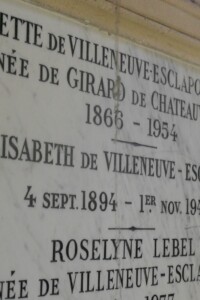 ETTE DE VILLENEUVE-ESCLAPO
NÉE DE GIRARD DE CHATEAU
1866 - 1954
ISABETH DE VILLENEUVE - ES
4 SEPT. 1894 - 1ER NOV. 194
ROSELYNE LEBEL
NÉE DE VILLENEUVE-ESCLA